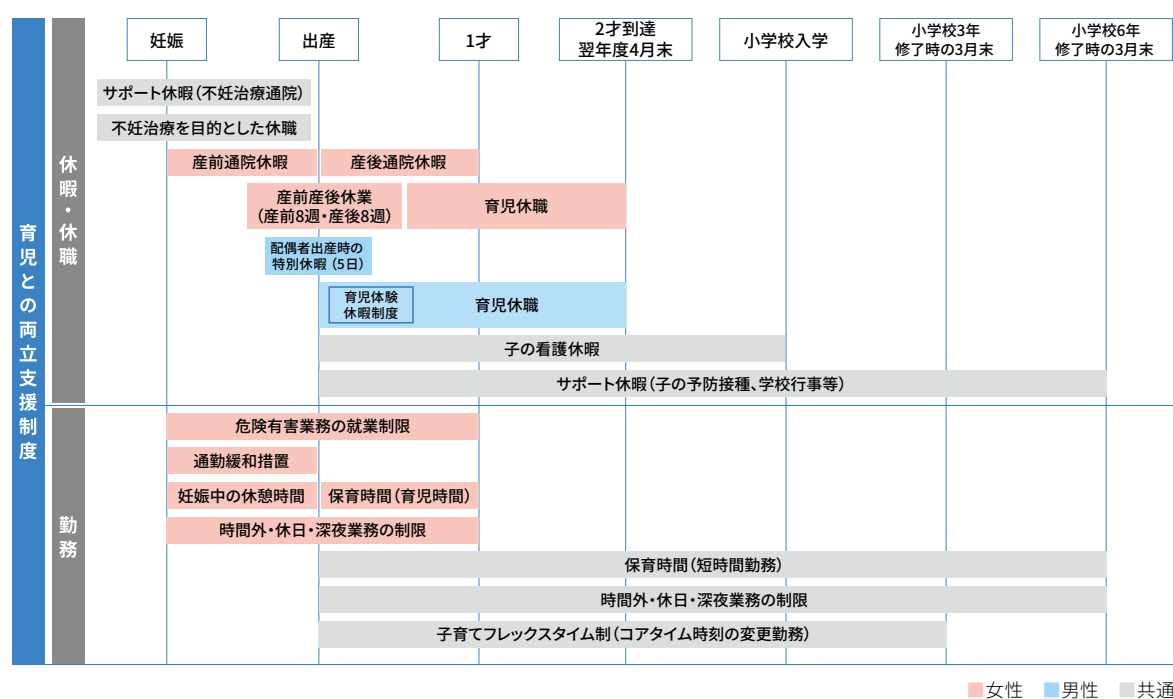 育児との両立支援制度
休暇・休職
勤務
妊娠
出産
1才
2才到達
翌年度4月末
小学校入学
小学校3年
修了時の3月末
小学校6年
修了時の3月末
サポート休暇（不妊治療通院）
不妊治療を目的とした休職
産前通院休暇
産後通院休暇
産前産後休業
（産前8週・産後8週）
育児休職
配偶者出産時の
特別休暇（5日）
育児体験
休暇制度
育児休職
子の看護休暇
サポート休暇（子の予防接種、学校行事等）
危険有害業務の就業制限
通勤緩和措置
妊娠中の休憩時間
保育時間（育児時間）
時間外・休日・深夜業務の制限
保育時間（短時間勤務）
時間外・休日・深夜業務の制限
子育てフレックスタイム制（コアタイム時刻の変更勤務）
女性
男性
共通